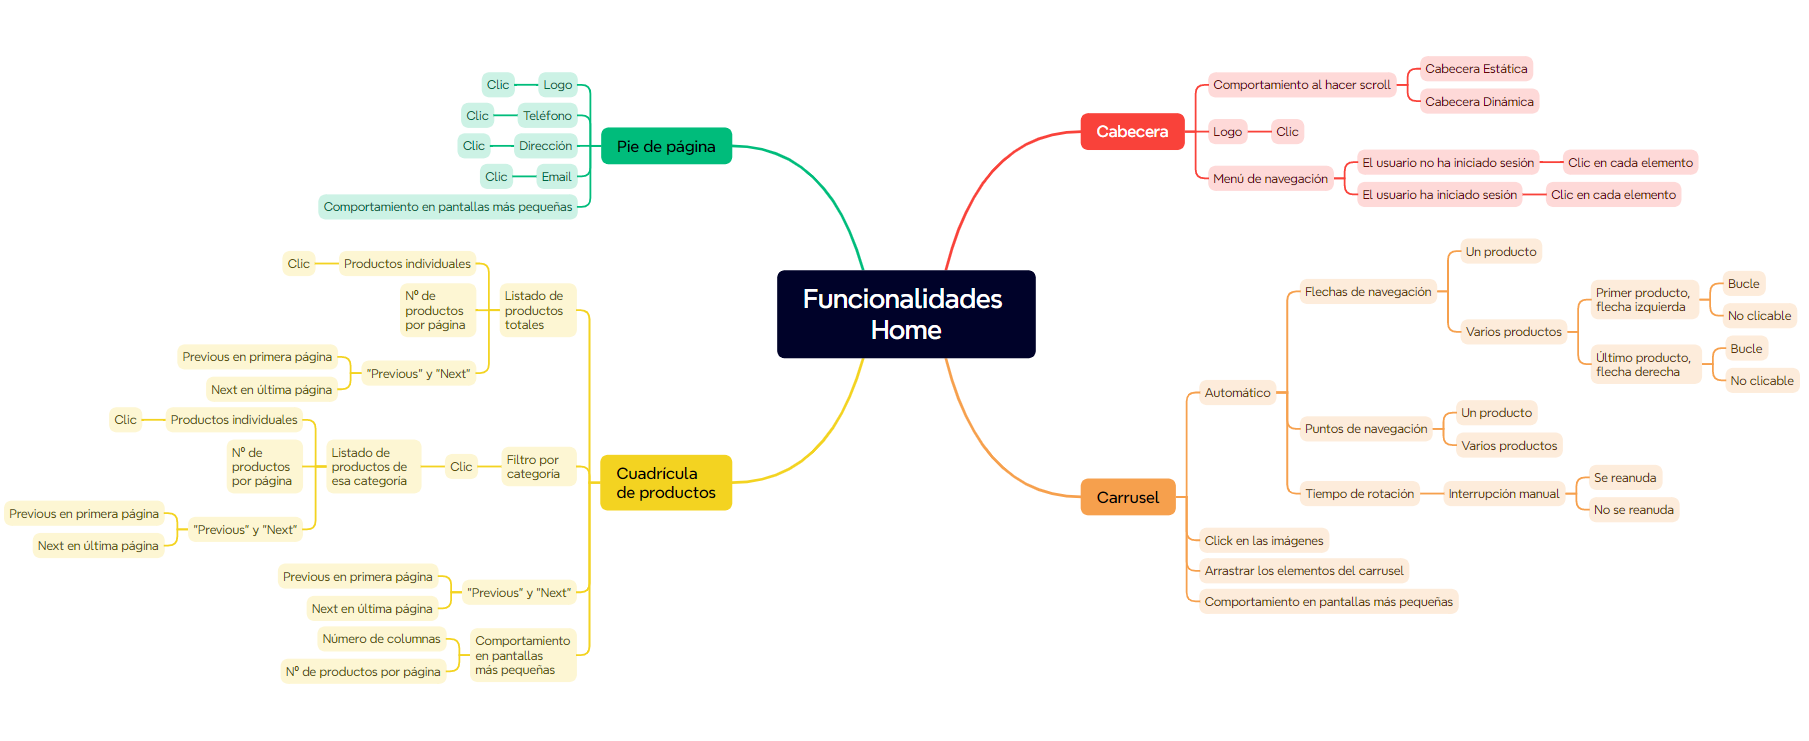 Funcionalidades
Home
Cabecera
Comportamiento al hacer scroll
Cabecera Estática
Cabecera Dinámica
Logo
Clic
Menú de navegación
El usuario no ha iniciado sesión
Clic en cada elemento
El usuario ha iniciado sesión
Clic en cada elemento
Carrusel
Automático
Flechas de navegación
Un producto
Varios productos
Primer producto,
flecha izquierda
Bucle
No clicable
Último producto,
flecha derecha
Bucle
No clicable
Puntos de navegación
Un producto
Varios productos
Tiempo de rotación
Interrupción manual
Se reanuda
No se reanuda
Click en las imágenes
Arrastrar los elementos del carrusel
Comportamiento en pantallas más pequeñas
Pie de página
Logo
Clic
Teléfono
Clic
Dirección
Clic
Email
Clic
Comportamiento en pantallas más pequeñas
Cuadrícula
de productos
Listado de
productos
totales
Productos individuales
Clic
Nº de
productos
por página
"Previous" y "Next"
Previous en primera página
Next en última página
Filtro por
categoría
Clic
Listado de
productos de
esa categoría
Productos individuales
Clic
Nº de
productos
por página
"Previous" y "Next"
Previous en primera página
Next en última página
"Previous" y "Next"
Previous en primera página
Next en última página
Comportamiento
en pantallas
más pequeñas
Número de columnas
Nº de productos por página